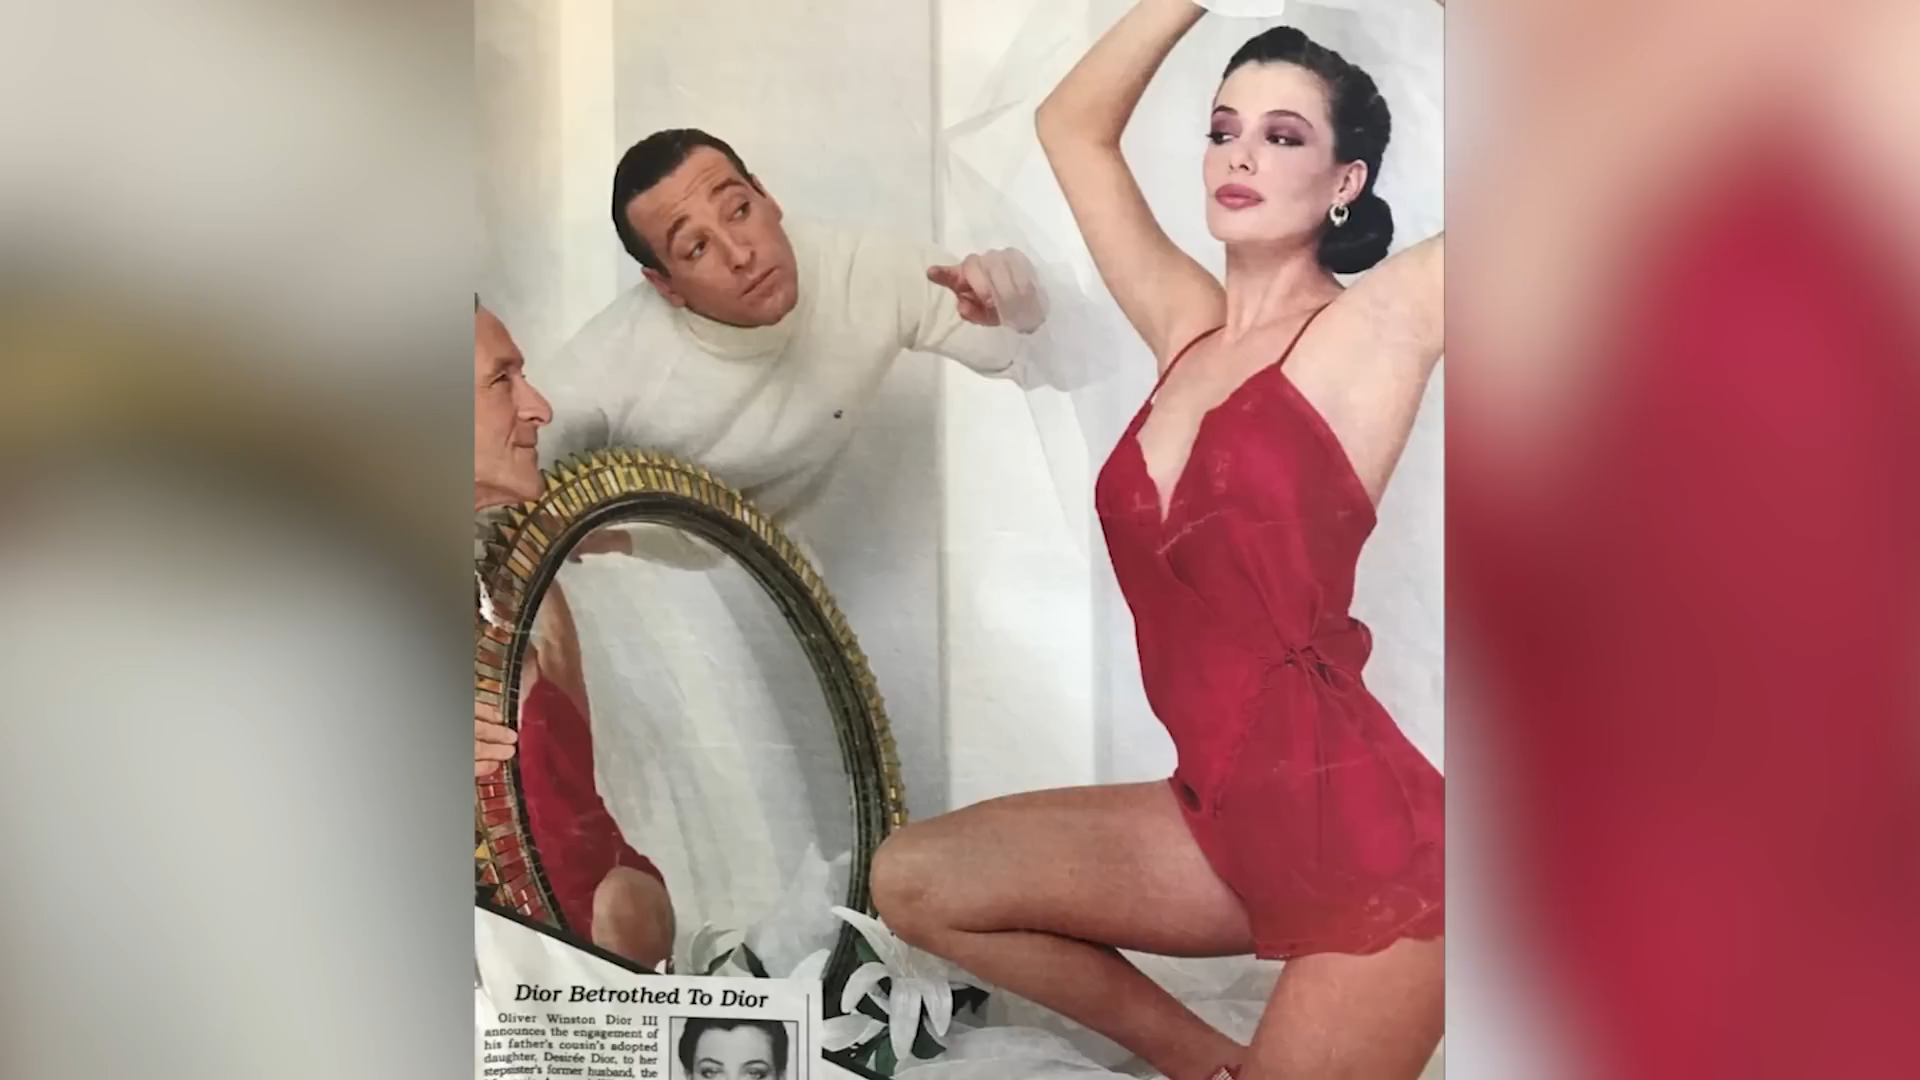 Dior Betrothed To Dior
Oliver Winston Dior III
announces the engagement of
his father's cousin's adopted
daughter, Desirée Dior, to her
stepsister's former husband, the